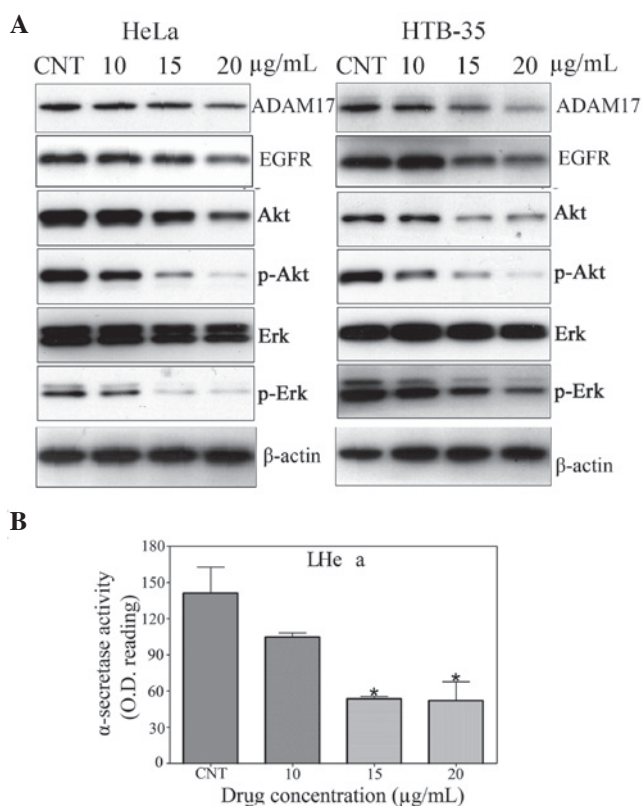 A
HeLa
HTB-35
CNT 10 15 20 µg/mL
CNT 10 15 20 µg/mL
ADAM17
ADAM17
EGFR
EGFR
Akt
Akt
p-Akt
p-Akt
Erk
Erk
p-Erk
p-Erk
β-actin
β-actin
B
LHe a
α-secretase activity
(O.D. reading)
180
150
120
90
60
30
0
* *
CNT 10 15 20
Drug concentration (µg/mL)